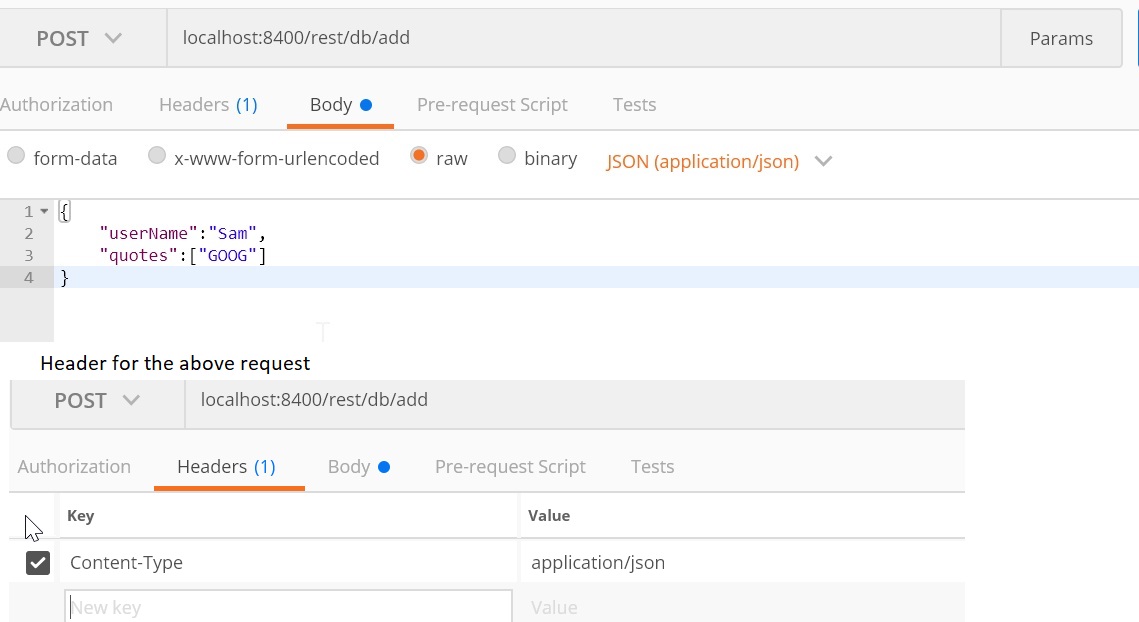 POST localhost:8400/rest/db/add Params
Authorization Headers (1) Body Pre-request Script Tests
form-data x-www-form-urlencoded raw binary JSON (application/json)
1 {
2 "userName":"Sam",
3 "quotes":["GOOG"]
4 }
Header for the above request
POST localhost:8400/rest/db/add
Authorization Headers (1) Body Pre-request Script Tests
Key Value
Content-Type application/json
New key Value